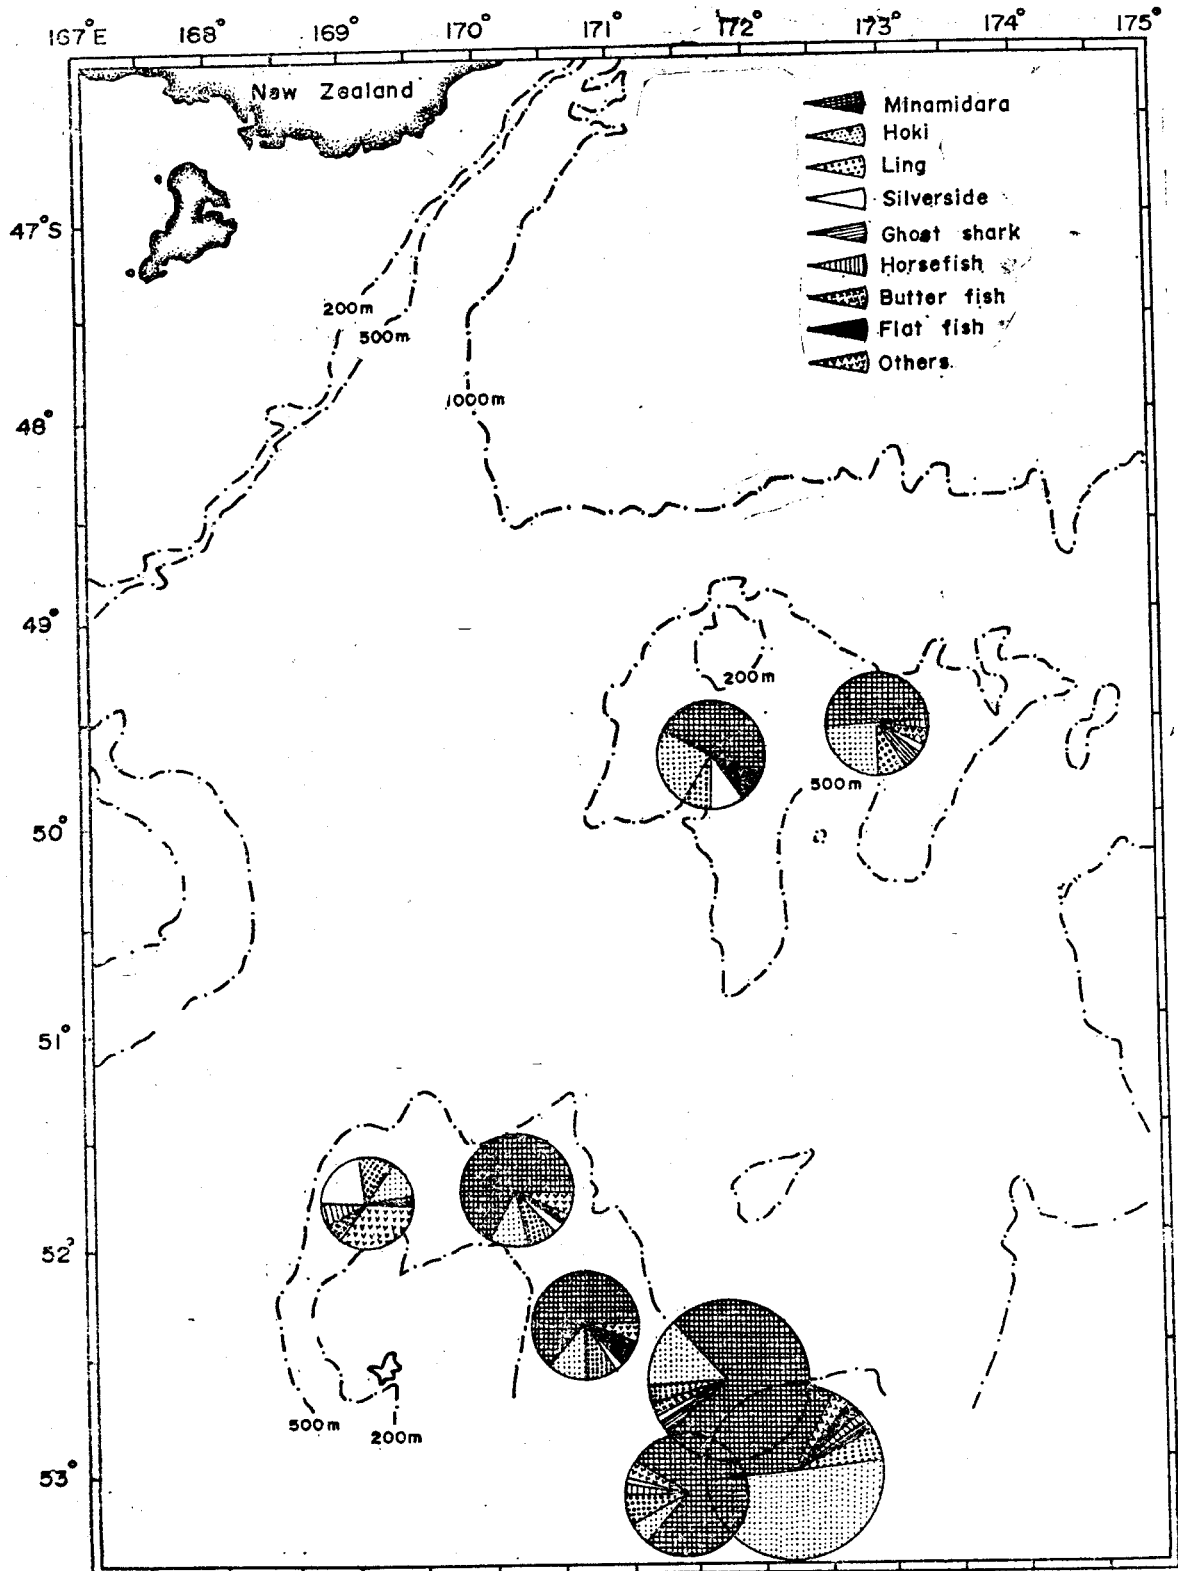 167°E 168° 169° 170° 171° 172° 173° 174° 175°
New Zealand
Minamidara
Hoki
Ling
Silverside
Ghost shark
Horsefish
Butter fish
Flat fish
Others
47°S
200m
500m
1000m
48°
49°
200m
500m
50°
51°
52°
500m
200m
53°